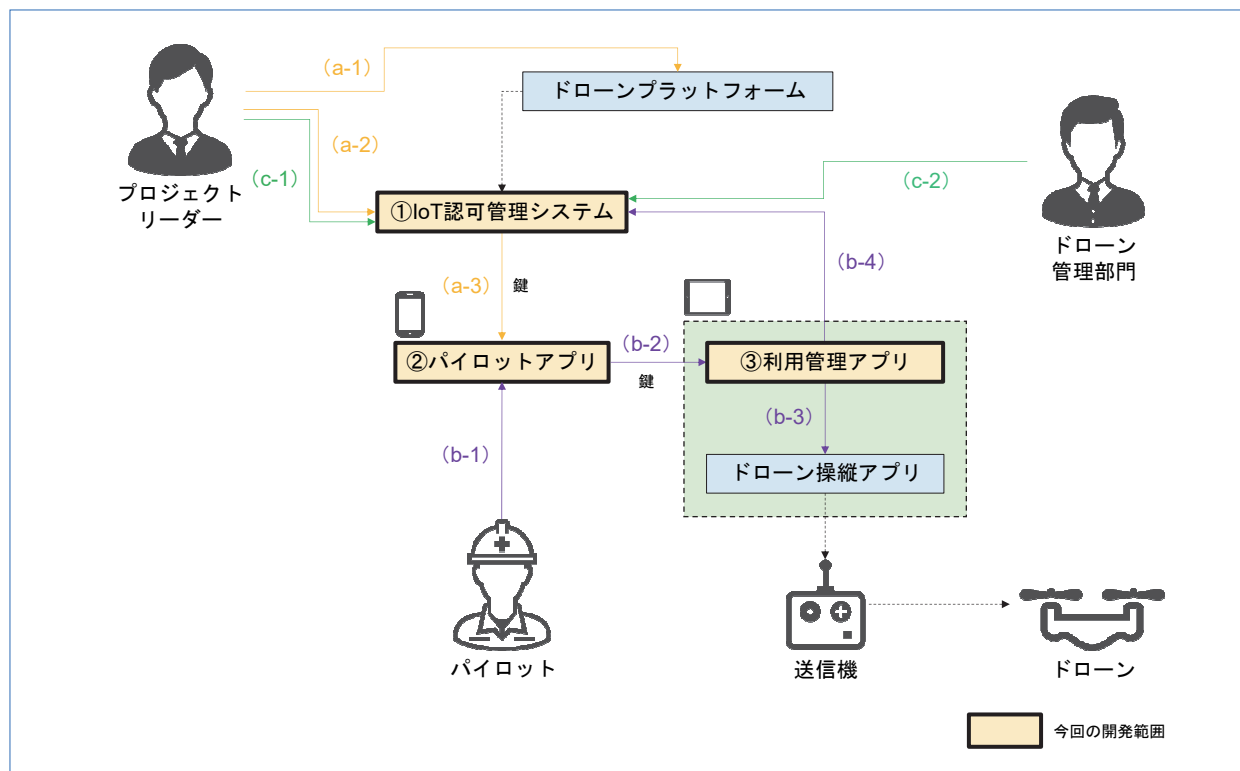 (a-1)
ドローンプラットフォーム
(a-2)
(c-1)
プロジェクト
リーダー
(c-2)
①IoT認可管理システム
ドローン
管理部門
(b-4)
(a-3)
鍵
②パイロットアプリ
(b-2)
鍵
③利用管理アプリ
(b-3)
(b-1)
ドローン操縦アプリ
パイロット
送信機
ドローン
今回の開発範囲